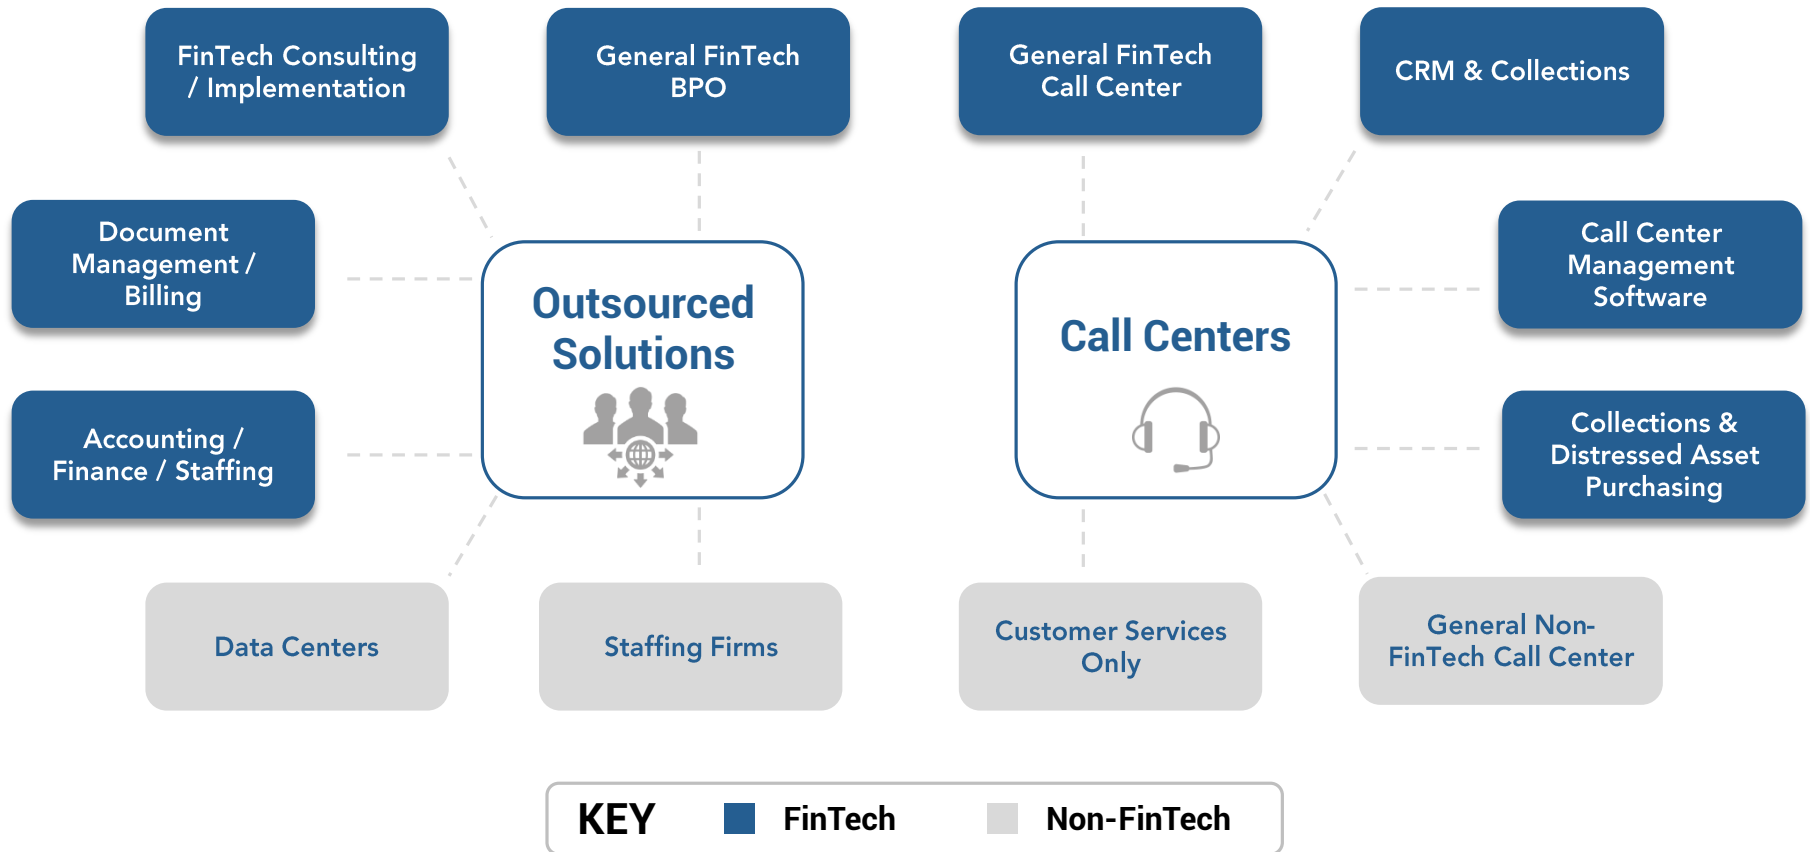 FinTech Consulting
/ Implementation
General FinTech
BPO
General FinTech
Call Center
CRM & Collections
Document
Management /
Billing
Accounting /
Finance / Staffing
Outsourced
Solutions
Call Centers
Call Center
Management
Software
Collections &
Distressed Asset
Purchasing
Data Centers
Staffing Firms
Customer Services
Only
General Non-
FinTech Call Center
KEY
FinTech
Non-FinTech